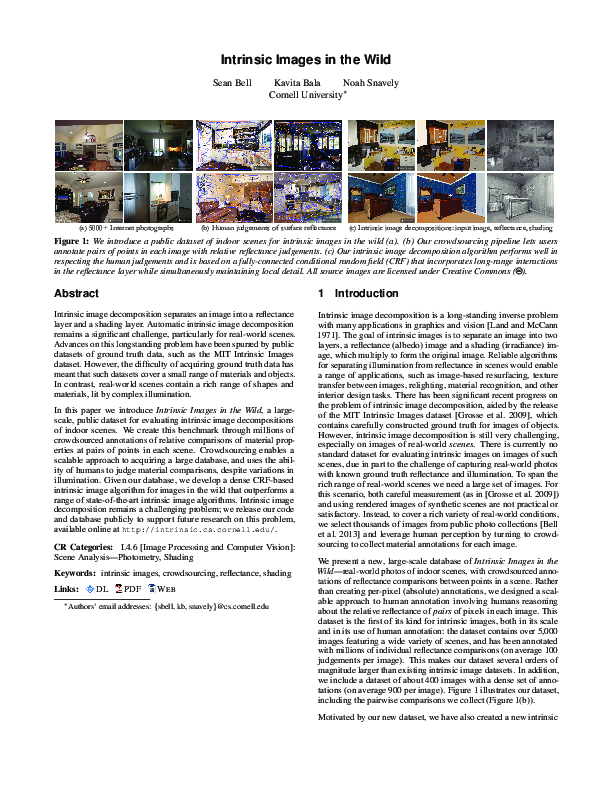 Intrinsic Images in the Wild
Sean Bell Kavita Bala Noah Snavely
Cornell University*
(a) 5000+ Internet photographs (b) Human judgements of surface reflectance (c) Intrinsic image decompositions: input image, reflectance, shading
Figure 1: We introduce a public dataset of indoor scenes for intrinsic images in the wild (a). (b) Our crowdsourcing pipeline lets users
annotate pairs of points in each image with relative reflectance judgements. (c) Our intrinsic image decomposition algorithm performs well in
respecting the human judgements and is based on a fully-connected conditional random field (CRF) that incorporates long-range interactions
in the reflectance layer while simultaneously maintaining local detail. All source images are licensed under Creative Commons (㏄).
Abstract
Intrinsic image decomposition separates an image into a reflectance
layer and a shading layer. Automatic intrinsic image decomposition
remains a significant challenge, particularly for real-world scenes.
Advances on this longstanding problem have been spurred by public
datasets of ground truth data, such as the MIT Intrinsic Images
dataset. However, the difficulty of acquiring ground truth data has
meant that such datasets cover a small range of materials and objects.
In contrast, real-world scenes contain a rich range of shapes and
materials, lit by complex illumination.
In this paper we introduce Intrinsic Images in the Wild, a large-
scale, public dataset for evaluating intrinsic image decompositions
of indoor scenes. We create this benchmark through millions of
crowdsourced annotations of relative comparisons of material prop-
erties at pairs of points in each scene. Crowdsourcing enables a
scalable approach to acquiring a large database, and uses the abil-
ity of humans to judge material comparisons, despite variations in
illumination. Given our database, we develop a dense CRF-based
intrinsic image algorithm for images in the wild that outperforms a
range of state-of-the-art intrinsic image algorithms. Intrinsic image
decomposition remains a challenging problem; we release our code
and database publicly to support future research on this problem,
available online at http://intrinsic.cs.cornell.edu/.
CR Categories: I.4.6 [Image Processing and Computer Vision]:
Scene Analysis—Photometry, Shading
Keywords: intrinsic images, crowdsourcing, reflectance, shading
Links: DL PDF WEB
*Authors' email addresses: {sbell, kb, snavely}@cs.cornell.edu
1 Introduction
Intrinsic image decomposition is a long-standing inverse problem
with many applications in graphics and vision [Land and McCann
1971]. The goal of intrinsic images is to separate an image into two
layers, a reflectance (albedo) image and a shading (irradiance) im-
age, which multiply to form the original image. Reliable algorithms
for separating illumination from reflectance in scenes would enable
a range of applications, such as image-based resurfacing, texture
transfer between images, relighting, material recognition, and other
interior design tasks. There has been significant recent progress on
the problem of intrinsic image decomposition, aided by the release
of the MIT Intrinsic Images dataset [Grosse et al. 2009], which
contains carefully constructed ground truth for images of objects.
However, intrinsic image decomposition is still very challenging,
especially on images of real-world scenes. There is currently no
standard dataset for evaluating intrinsic images on images of such
scenes, due in part to the challenge of capturing real-world photos
with known ground truth reflectance and illumination. To span the
rich range of real-world scenes we need a large set of images. For
this scenario, both careful measurement (as in [Grosse et al. 2009])
and using rendered images of synthetic scenes are not practical or
satisfactory. Instead, to cover a rich variety of real-world conditions,
we select thousands of images from public photo collections [Bell
et al. 2013] and leverage human perception by turning to crowd-
sourcing to collect material annotations for each image.
We present a new, large-scale database of Intrinsic Images in the
Wild—real-world photos of indoor scenes, with crowdsourced anno-
tations of reflectance comparisons between points in a scene. Rather
than creating per-pixel (absolute) annotations, we designed a scal-
able approach to human annotation involving humans reasoning
about the relative reflectance of pairs of pixels in each image. This
dataset is the first of its kind for intrinsic images, both in its scale
and in its use of human annotation: the dataset contains over 5,000
images featuring a wide variety of scenes, and has been annotated
with millions of individual reflectance comparisons (on average 100
judgements per image). This makes our dataset several orders of
magnitude larger than existing intrinsic image datasets. In addition,
we include a dataset of about 400 images with a dense set of anno-
tations (on average 900 per image). Figure 1 illustrates our dataset,
including the pairwise comparisons we collect (Figure 1(b)).
Motivated by our new dataset, we have also created a new intrinsic